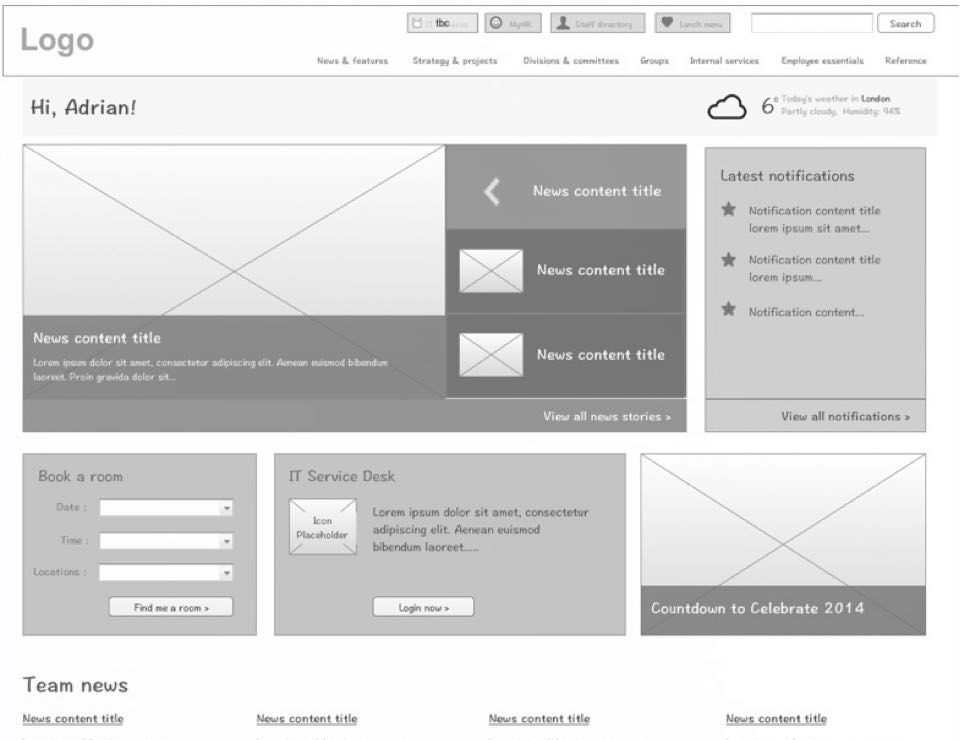 Logo
tbc
MyHR
Staff directory
Lunch menu
Search
News & features
Strategy & projects
Divisions & committees
Groups
Internal services
Employee essentials
Reference
Hi, Adrian!
6°
Today's weather in London
Partly cloudy, Humidity: 94%
News content title
Lorem ipsum dolor sit amet, consectetur adipiscing elit. Aenean euismod bibendum
laoreet. Proin gravida dolor sit...
News content title
News content title
News content title
View all news stories >
Latest notifications
Notification content title
lorem ipsum sit amet...
Notification content title
lorem ipsum...
Notification content...
View all notifications >
Book a room
Date :
Time :
Locations :
Find me a room >
IT Service Desk
Icon
Placeholder
Lorem ipsum dolor sit amet, consectetur
adipiscing elit. Aenean euismod
bibendum laoreet......
Login now >
Countdown to Celebrate 2014
Team news
News content title
News content title
News content title
News content title